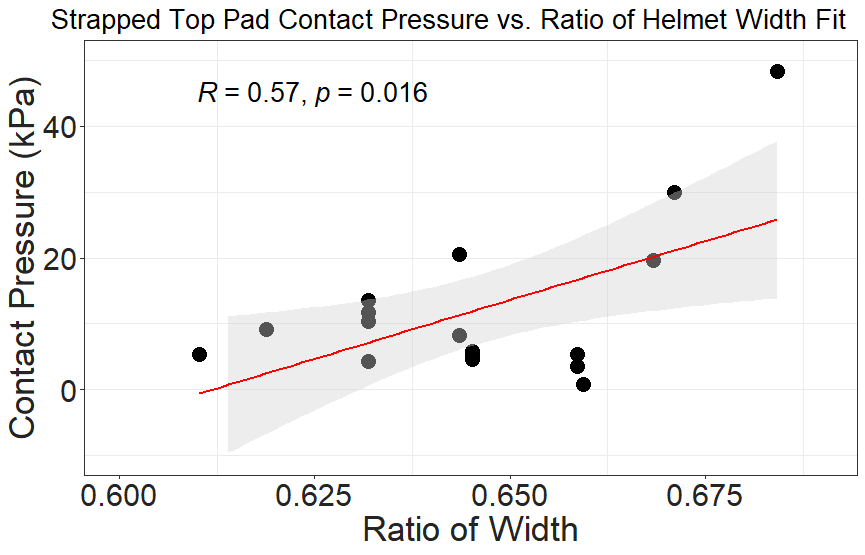 Strapped Top Pad Contact Pressure vs. Ratio of Helmet Width Fit
R = 0.57, p = 0.016
Contact Pressure (kPa)
40
20
0
0.600 0.625 0.650 0.675
Ratio of Width